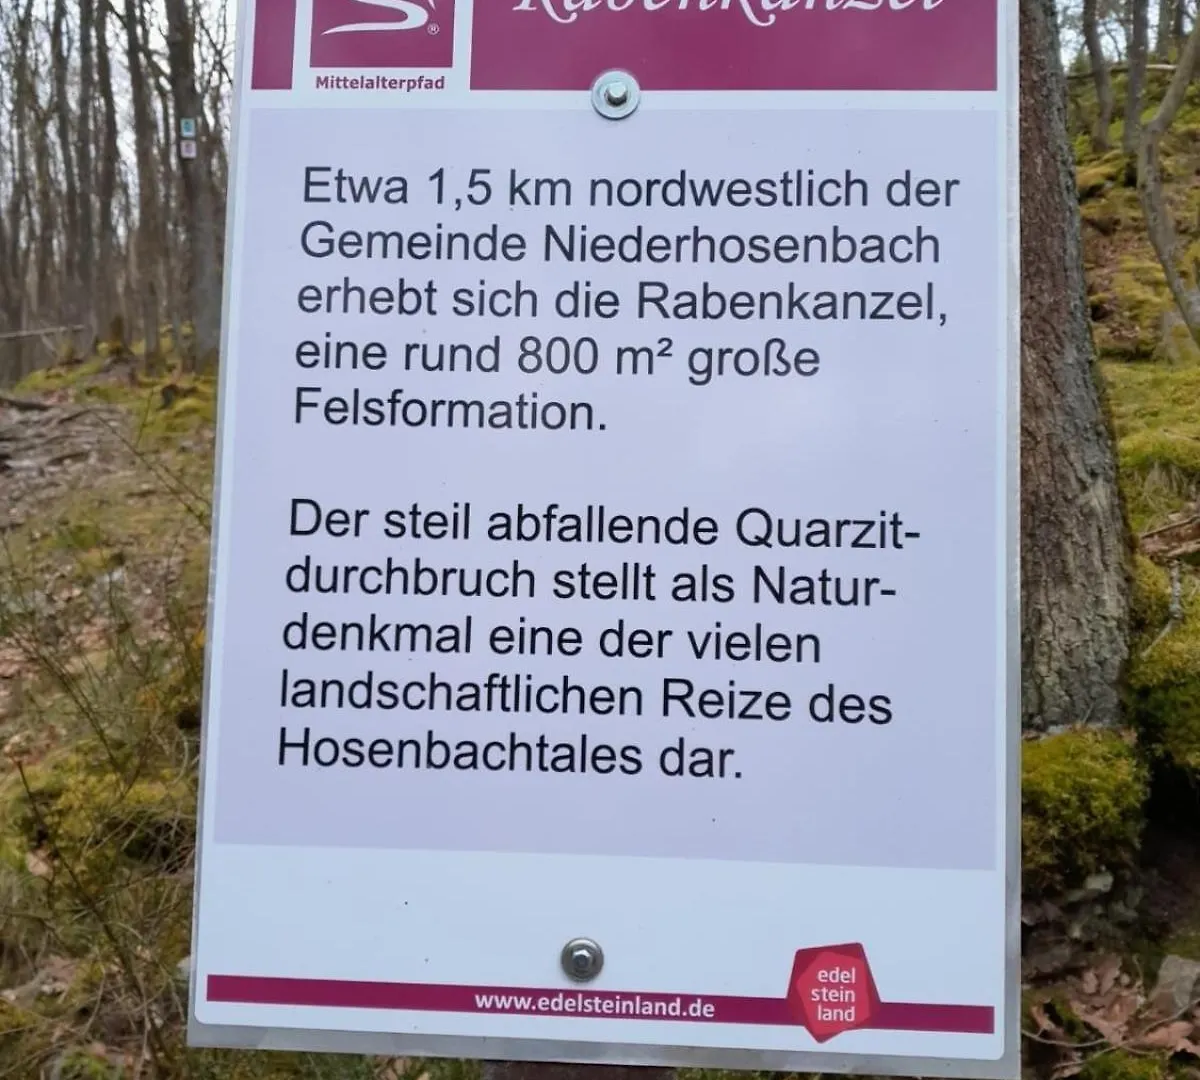 Rabenkanzel
®
Mittelalterpfad
Etwa 1,5 km nordwestlich der
Gemeinde Niederhosenbach
erhebt sich die Rabenkanzel,
eine rund 800 m² große
Felsformation.
Der steil abfallende Quarzit-
durchbruch stellt als Natur-
denkmal eine der vielen
landschaftlichen Reize des
Hosenbachtales dar.
www.edelsteinland.de
edel
stein
land